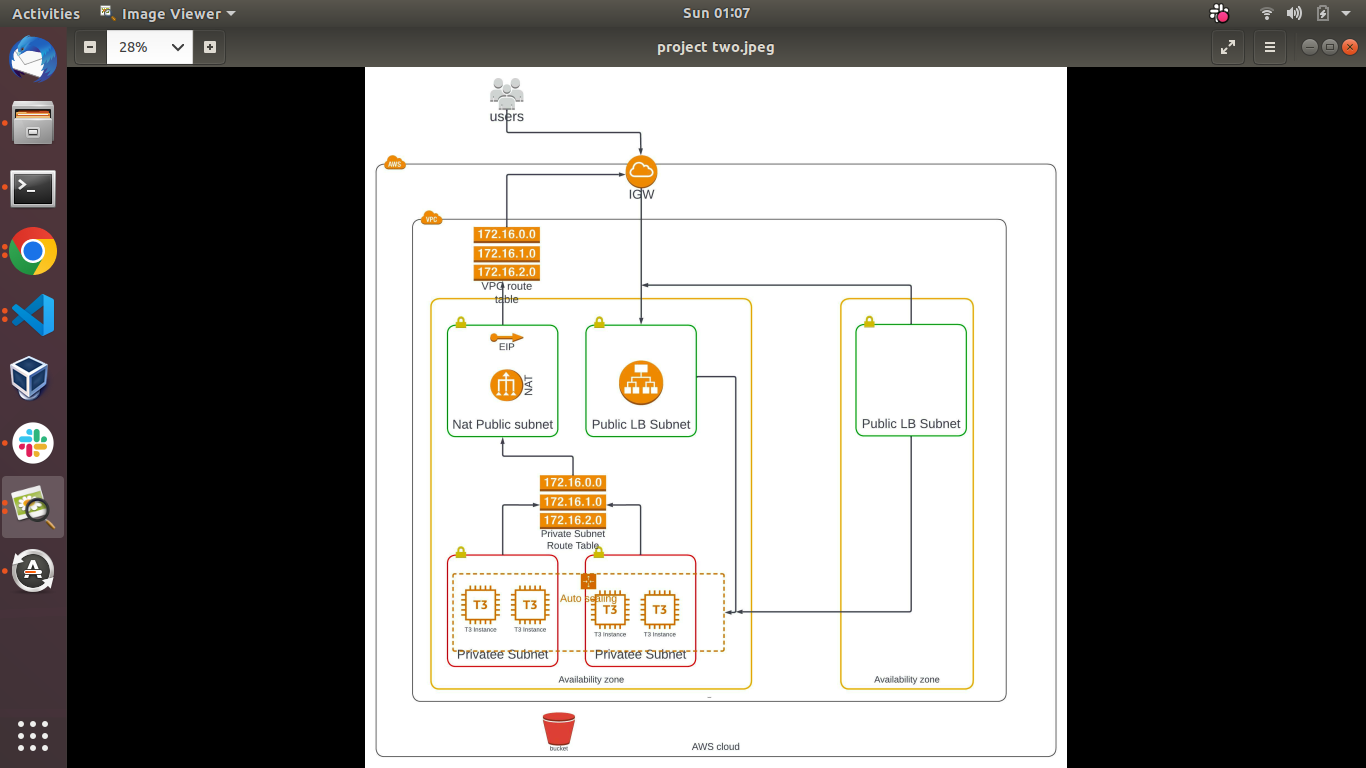 Activities
Image Viewer
Sun 01:07
28%
project two.jpeg
users
AWS
IGW
VPC
172.16.0.0
172.16.1.0
172.16.2.0
VPC route
table
EIP
NAT
Nat Public subnet
Public LB Subnet
Public LB Subnet
172.16.0.0
172.16.1.0
172.16.2.0
Private Subnet
Route Table
Auto scaling
T3
T3
T3
T3
T3 Instance
T3 Instance
T3 Instance
T3 Instance
Privatee Subnet
Privatee Subnet
Availability zone
Availability zone
bucket
AWS cloud